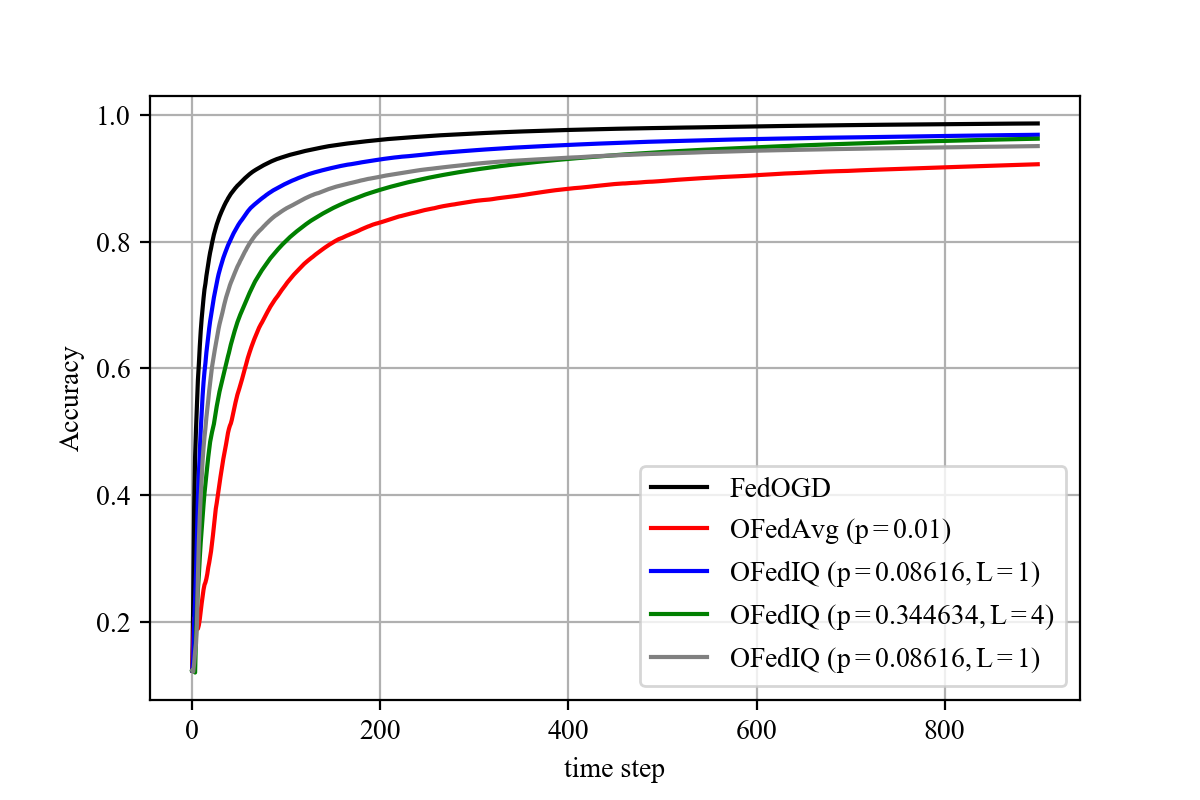 1.0
0.8
0.6
0.4
0.2
Accuracy
FedOGD
OFedAvg (p=0.01)
OFedIQ (p=0.08616, L=1)
OFedIQ (p=0.344634, L=4)
OFedIQ (p=0.08616, L=1)
0 200 400 600 800
time step